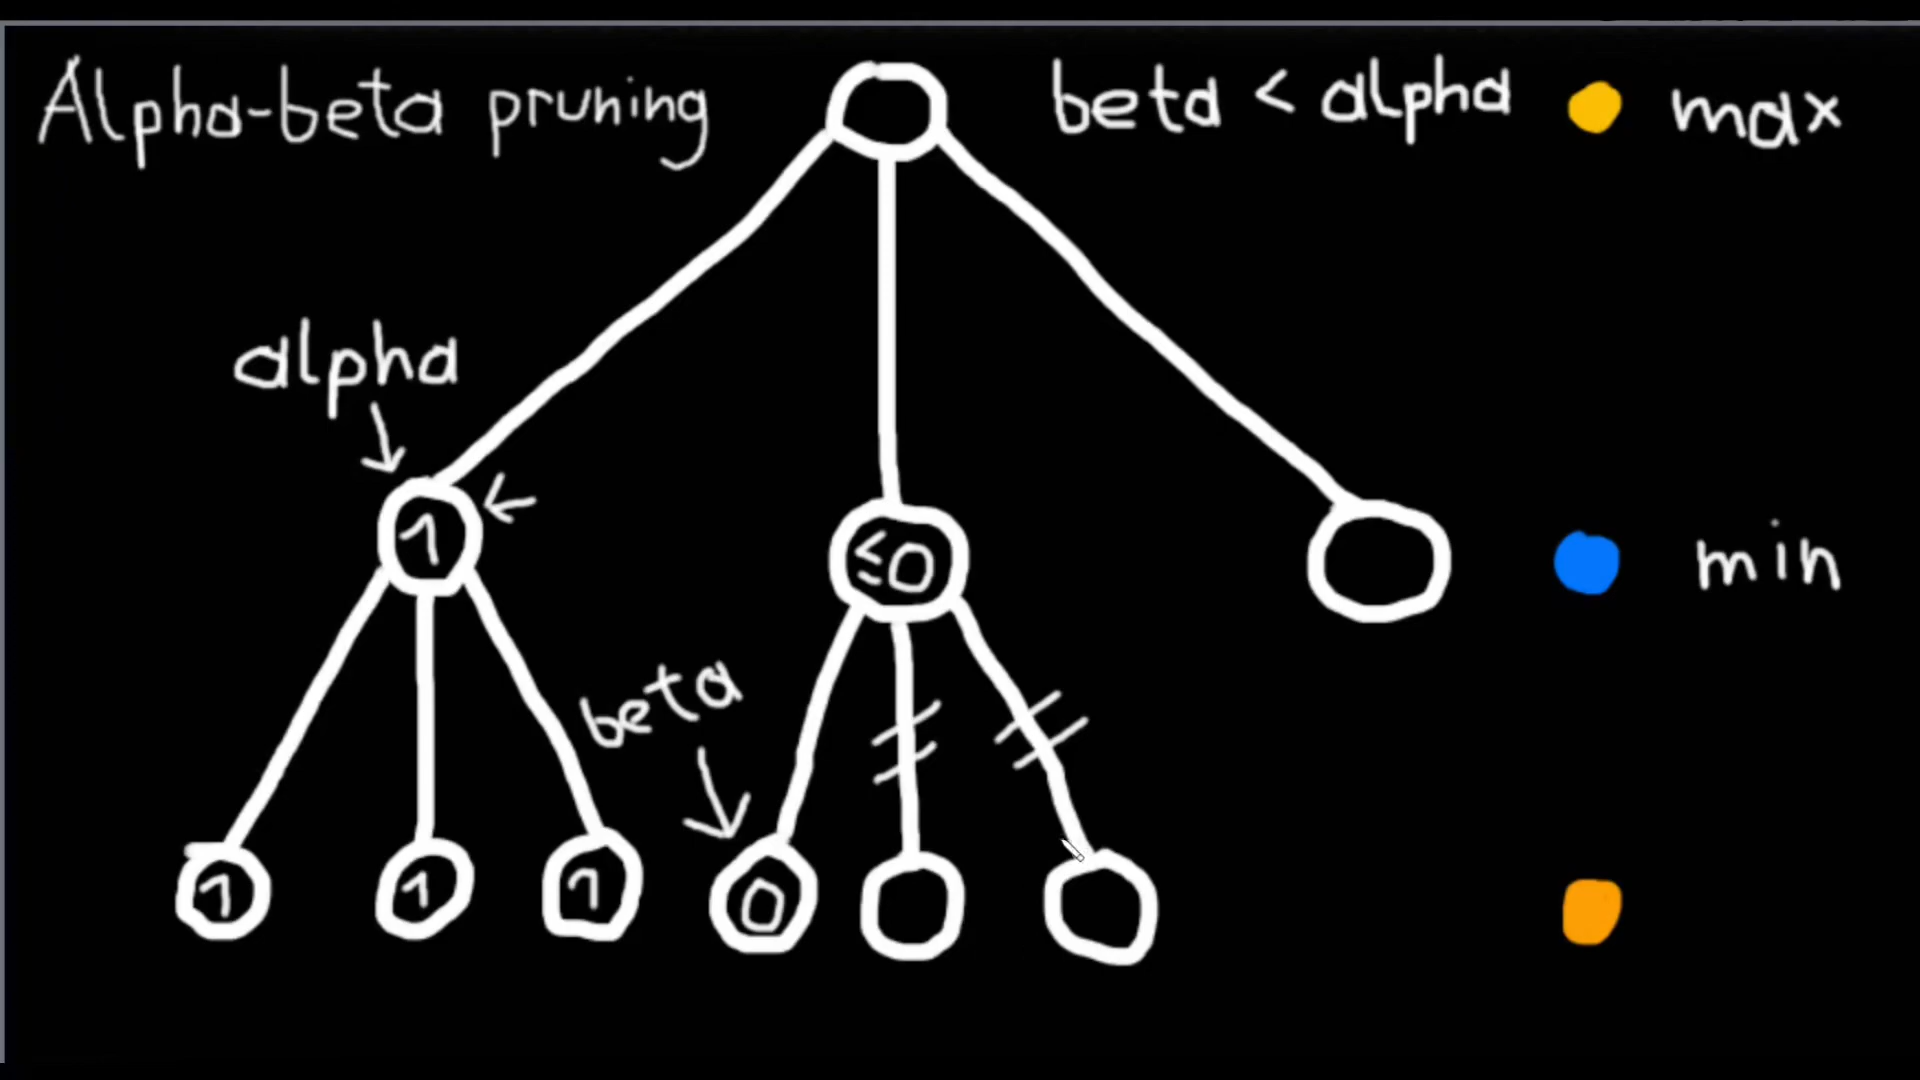 Alpha-beta pruning
beta < alpha
max
alpha
1
≤0
min
beta
1 1 1 0